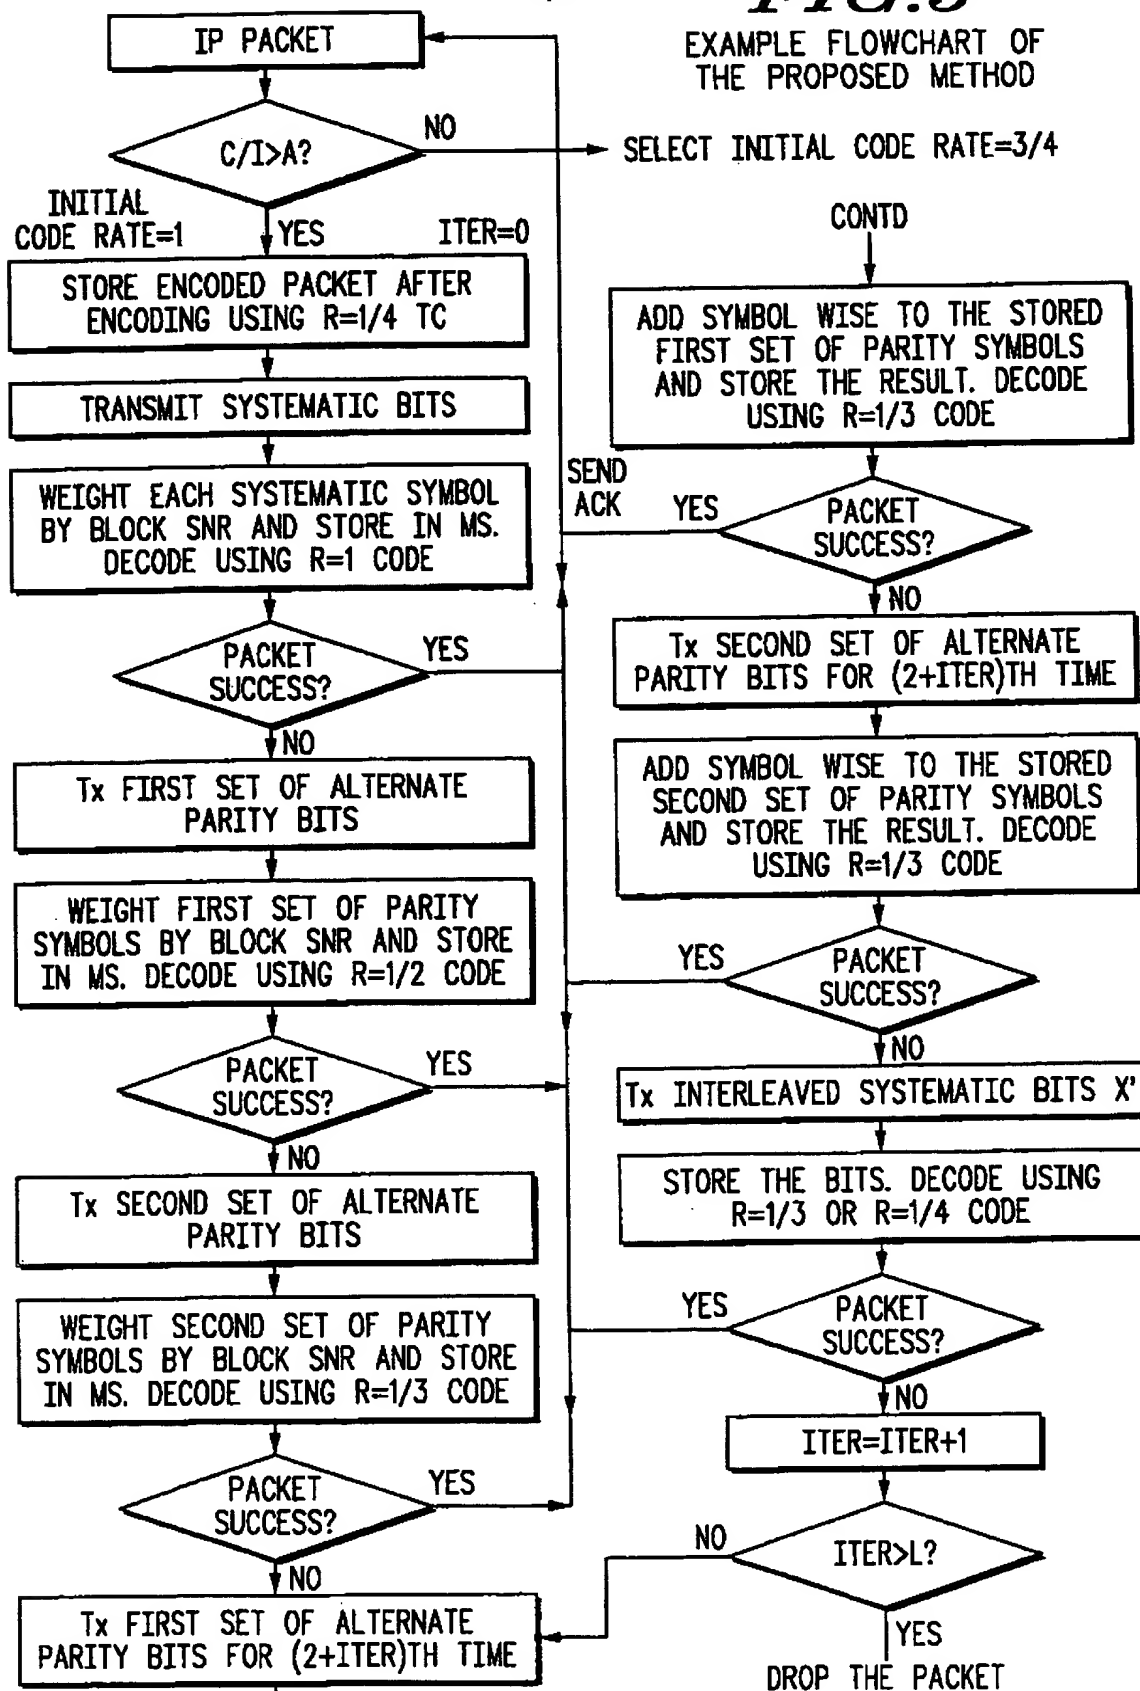 FIG.5
EXAMPLE FLOWCHART OF
THE PROPOSED METHOD
IP PACKET
C/I>A?
NO
SELECT INITIAL CODE RATE=3/4
INITIAL
CODE RATE=1
YES
ITER=0
STORE ENCODED PACKET AFTER
ENCODING USING R=1/4 TC
TRANSMIT SYSTEMATIC BITS
WEIGHT EACH SYSTEMATIC SYMBOL
BY BLOCK SNR AND STORE IN MS.
DECODE USING R=1 CODE
PACKET
SUCCESS?
YES
NO
Tx FIRST SET OF ALTERNATE
PARITY BITS
WEIGHT FIRST SET OF PARITY
SYMBOLS BY BLOCK SNR AND STORE
IN MS. DECODE USING R=1/2 CODE
PACKET
SUCCESS?
YES
NO
Tx SECOND SET OF ALTERNATE
PARITY BITS
WEIGHT SECOND SET OF PARITY
SYMBOLS BY BLOCK SNR AND STORE
IN MS. DECODE USING R=1/3 CODE
PACKET
SUCCESS?
YES
NO
Tx FIRST SET OF ALTERNATE
PARITY BITS FOR (2+ITER)TH TIME
CONTD
ADD SYMBOL WISE TO THE STORED
FIRST SET OF PARITY SYMBOLS
AND STORE THE RESULT. DECODE
USING R=1/3 CODE
SEND
ACK
YES
PACKET
SUCCESS?
NO
Tx SECOND SET OF ALTERNATE
PARITY BITS FOR (2+ITER)TH TIME
ADD SYMBOL WISE TO THE STORED
SECOND SET OF PARITY SYMBOLS
AND STORE THE RESULT. DECODE
USING R=1/3 CODE
YES
PACKET
SUCCESS?
NO
Tx INTERLEAVED SYSTEMATIC BITS X'
STORE THE BITS. DECODE USING
R=1/3 OR R=1/4 CODE
YES
PACKET
SUCCESS?
NO
ITER=ITER+1
NO
ITER>L?
YES
DROP THE PACKET